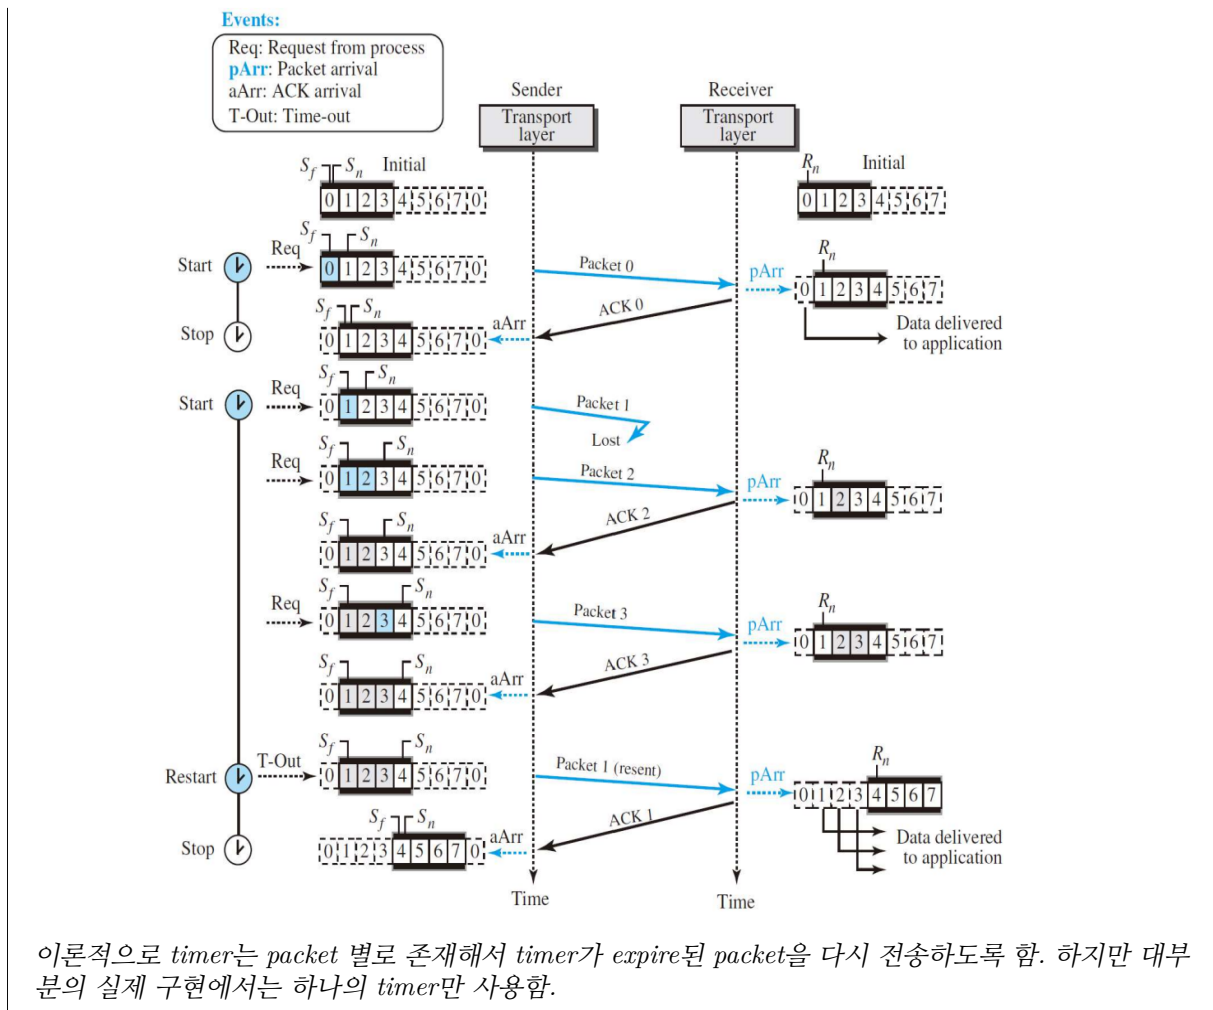 Events:
Req: Request from process
pArr: Packet arrival
aArr: ACK arrival
T-Out: Time-out
Sender
Receiver
Transport
layer
Transport
layer
Sf Sn Initial
0 1 2 3 4 5 6 7 0
Rn Initial
0 1 2 3 4 5 6 7
Sf Sn
Start
Req
0 1 2 3 4 5 6 7 0
Packet 0
pArr
Rn
0 1 2 3 4 5 6 7
Data delivered
to application
Sf Sn
Stop
0 1 2 3 4 5 6 7 0
aArr
ACK 0
Sf Sn
Start
Req
0 1 2 3 4 5 6 7 0
Packet 1
Lost
Sf Sn
Req
0 1 2 3 4 5 6 7 0
Packet 2
pArr
Rn
0 1 2 3 4 5 6 7
Sf Sn
0 1 2 3 4 5 6 7 0
aArr
ACK 2
Sf Sn
Req
0 1 2 3 4 5 6 7 0
Packet 3
pArr
Rn
0 1 2 3 4 5 6 7
Sf Sn
0 1 2 3 4 5 6 7 0
aArr
ACK 3
Sf Sn
Restart
T-Out
0 1 2 3 4 5 6 7 0
Packet 1 (resent)
pArr
Rn
0 1 2 3 4 5 6 7
Data delivered
to application
Sf Sn
Stop
0 1 2 3 4 5 6 7 0
aArr
ACK 1
Time
Time
이론적으로 timer는 packet 별로 존재해서 timer가 expire된 packet을 다시 전송하도록 함. 하지만 대부
분의 실제 구현에서는 하나의 timer만 사용함.